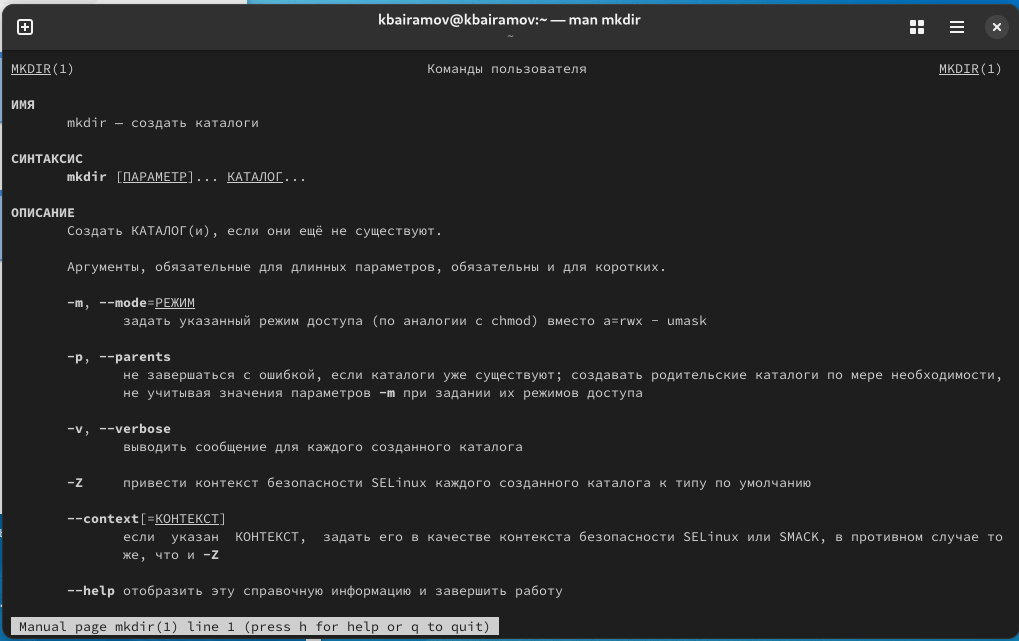 kbairamov@kbairamov:~ — man mkdir
~
MKDIR(1) Команды пользователя MKDIR(1)
ИМЯ
mkdir — создать каталоги
СИНТАКСИС
mkdir [ПАРАМЕТР]... КАТАЛОГ...
ОПИСАНИЕ
Создать КАТАЛОГ(и), если они ещё не существуют.
Аргументы, обязательные для длинных параметров, обязательны и для коротких.
-m, --mode=РЕЖИМ
задать указанный режим доступа (по аналогии с chmod) вместо a=rwx - umask
-p, --parents
не завершаться с ошибкой, если каталоги уже существуют; создавать родительские каталоги по мере необходимости,
не учитывая значения параметров -m при задании их режимов доступа
-v, --verbose
выводить сообщение для каждого созданного каталога
-Z привести контекст безопасности SELinux каждого созданного каталога к типу по умолчанию
--context[=КОНТЕКСТ]
если указан КОНТЕКСТ, задать его в качестве контекста безопасности SELinux или SMACK, в противном случае то
же, что и -Z
--help отобразить эту справочную информацию и завершить работу
Manual page mkdir(1) line 1 (press h for help or q to quit)